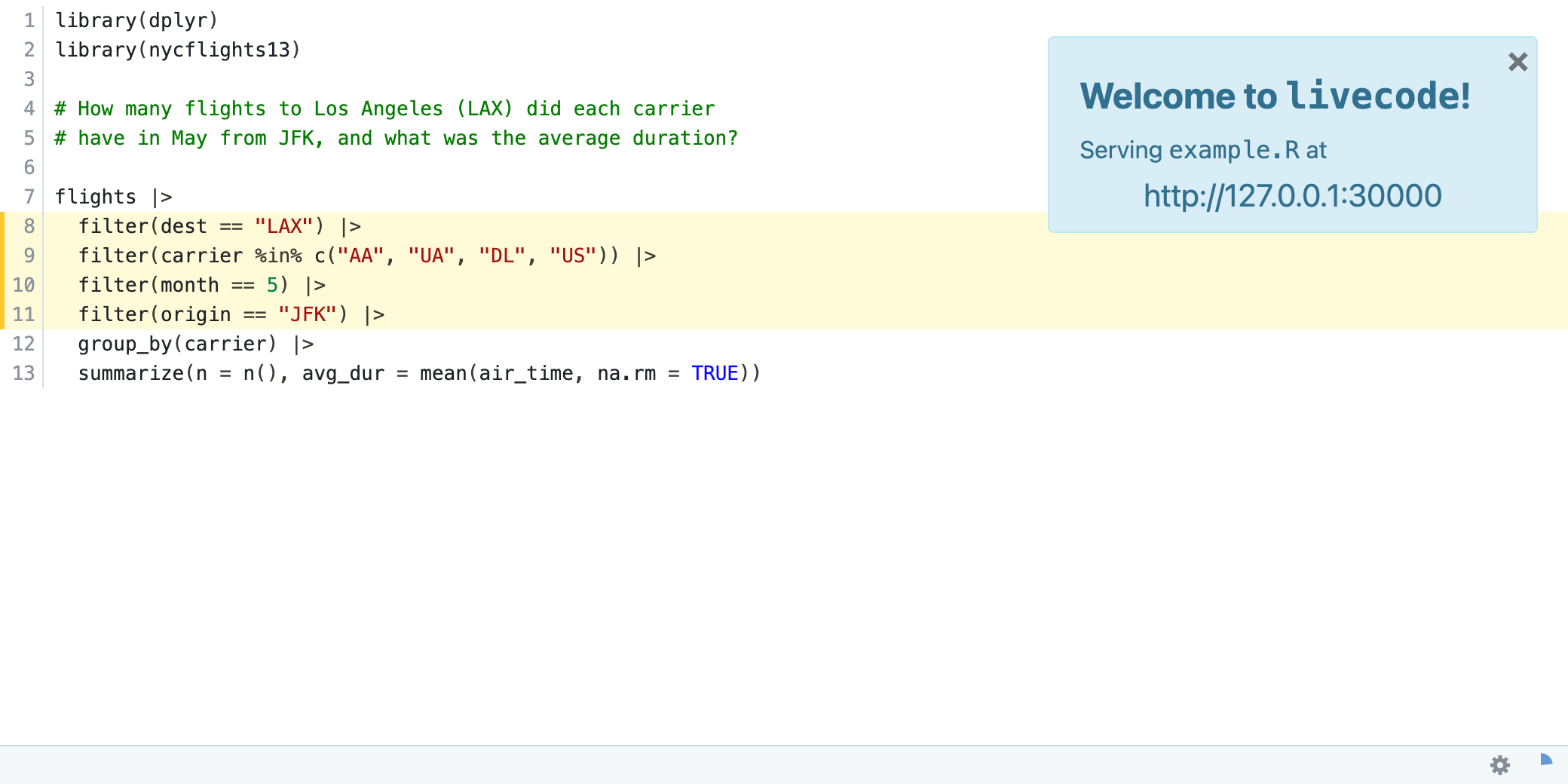 1 library(dplyr)
2 library(nycflights13)
3
4 # How many flights to Los Angeles (LAX) did each carrier
5 # have in May from JFK, and what was the average duration?
6
7 flights |>
8   filter(dest == "LAX") |>
9   filter(carrier %in% c("AA", "UA", "DL", "US")) |>
10   filter(month == 5) |>
11   filter(origin == "JFK") |>
12   group_by(carrier) |>
13   summarize(n = n(), avg_dur = mean(air_time, na.rm = TRUE))
Welcome to livecode!
Serving example.R at
http://127.0.0.1:30000